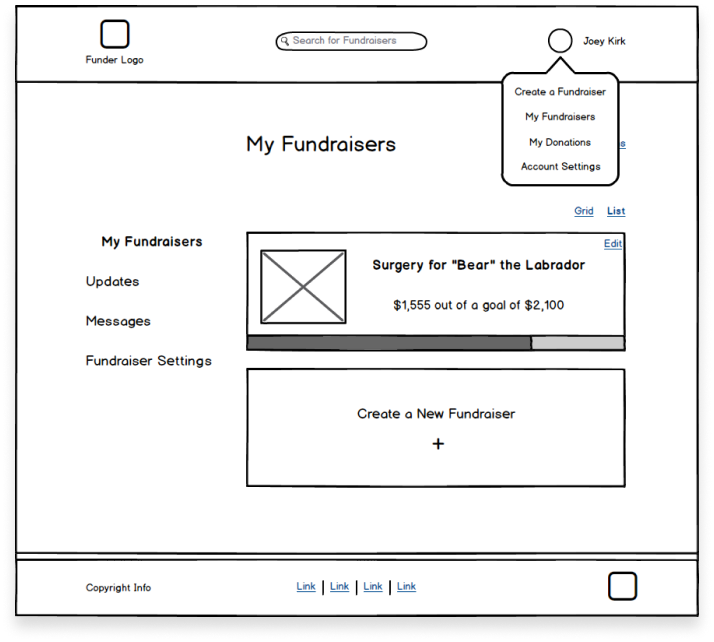 Search for Fundraisers
Joey Kirk
Funder Logo
Create a Fundraiser
My Fundraisers
My Donations
Account Settings
My Fundraisers
Grid List
My Fundraisers
Updates
Messages
Fundraiser Settings
Edit
Surgery for "Bear" the Labrador
$1,555 out of a goal of $2,100
Create a New Fundraiser
+
Copyright Info
Link | Link | Link | Link